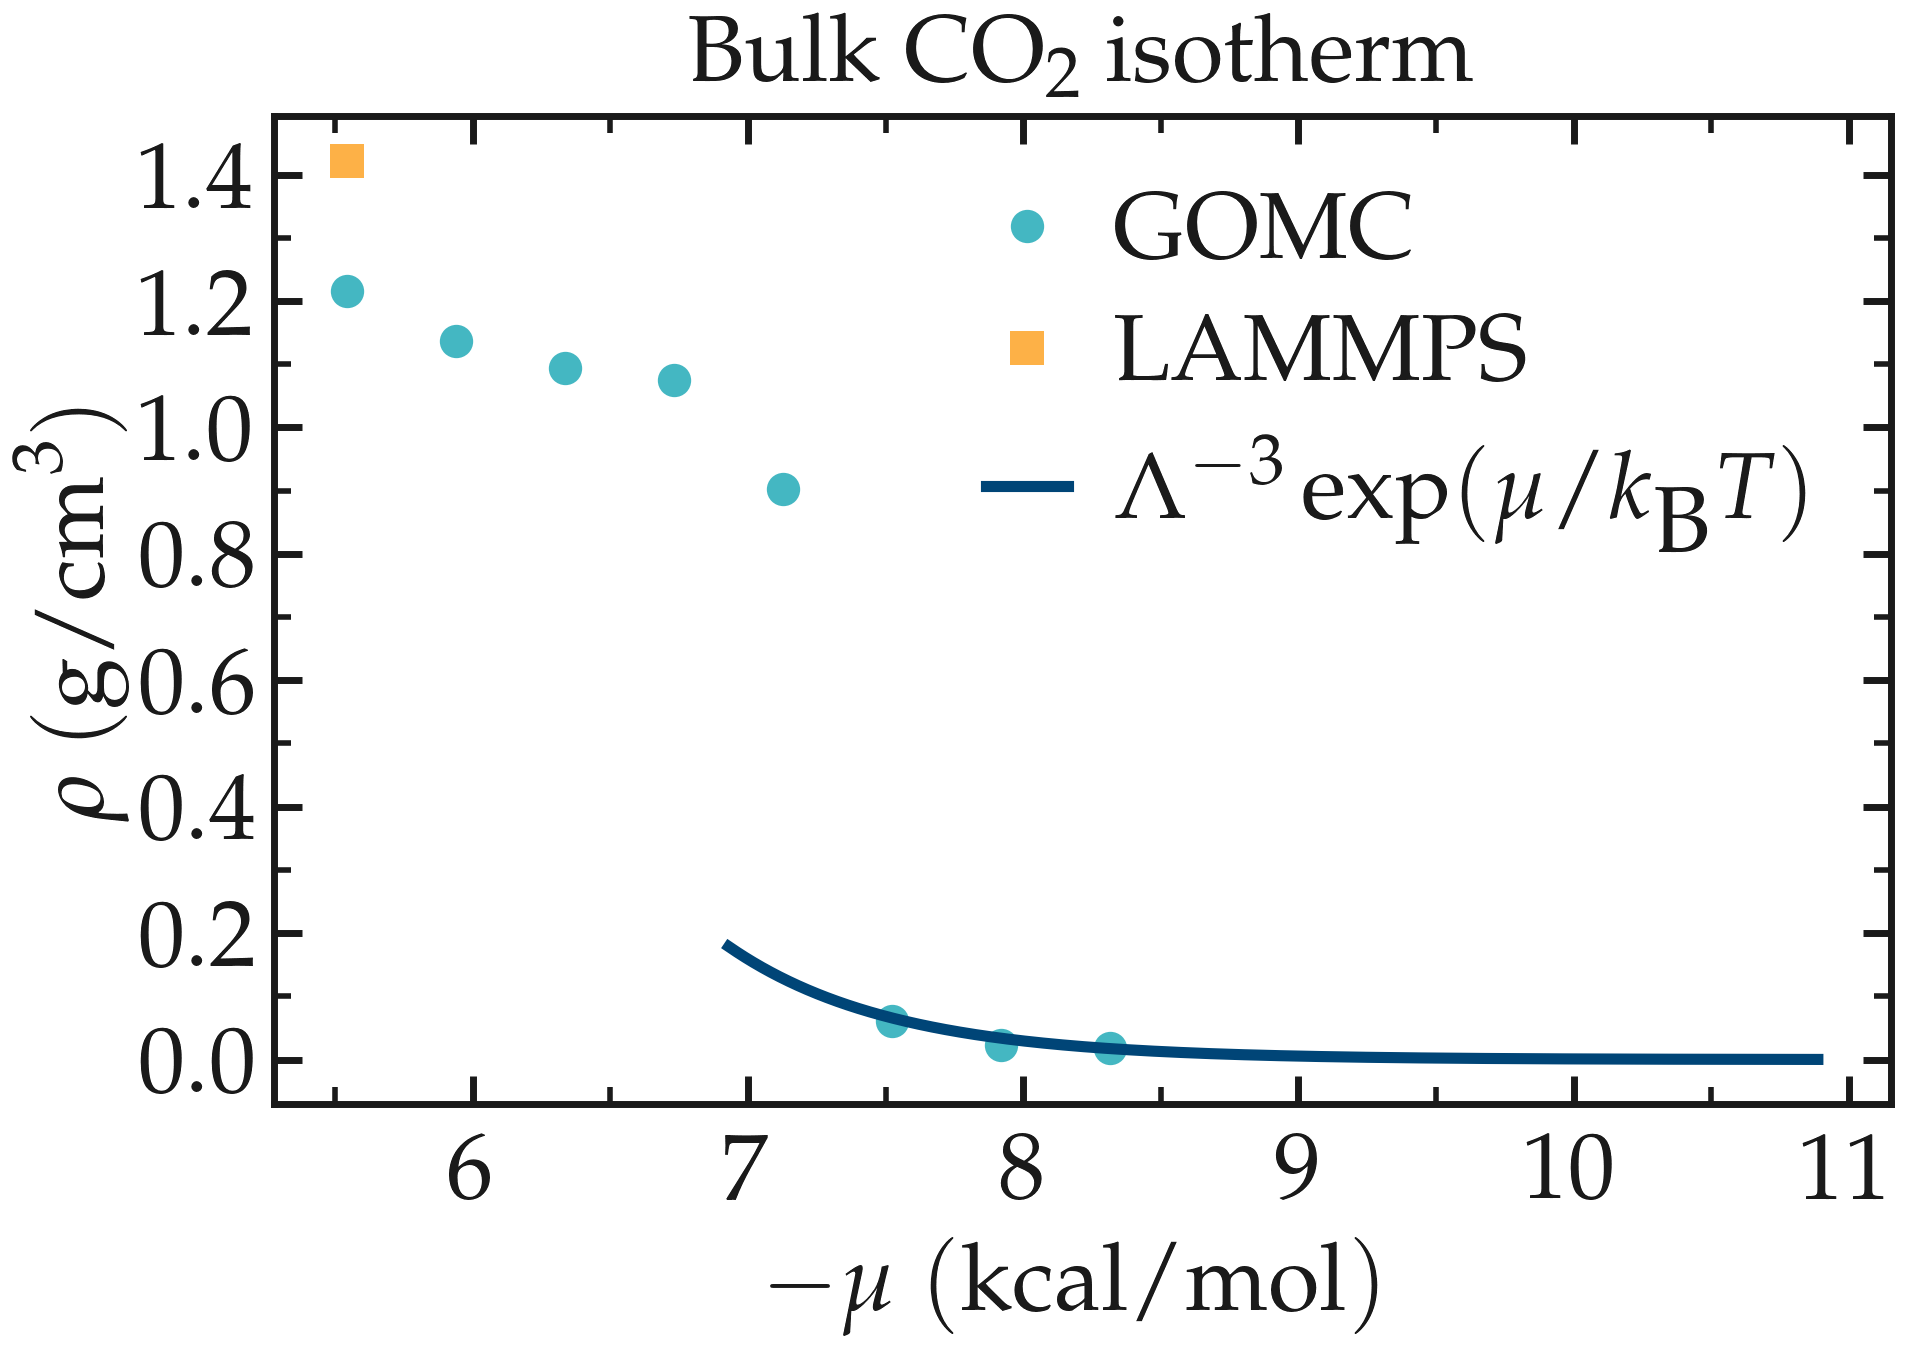 Bulk CO₂ isotherm
GOMC
LAMMPS
Λ⁻³ exp(μ/k_BT)
ρ (g/cm³)
1.4
1.2
1.0
0.8
0.6
0.4
0.2
0.0
6 7 8 9 10 11
−μ (kcal/mol)